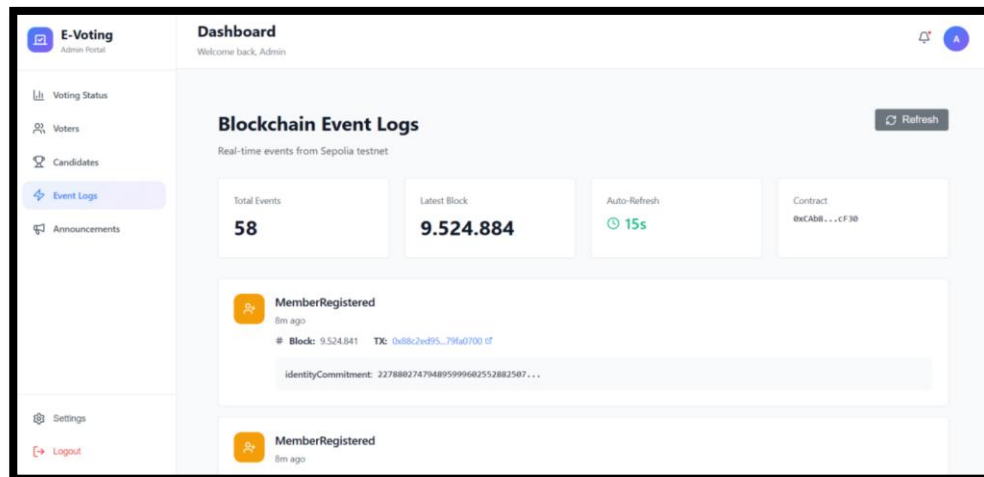 E-Voting
Admin Portal
Dashboard
Welcome back, Admin
A
Voting Status
Voters
Candidates
Event Logs
Announcements
Settings
Logout
Blockchain Event Logs
Real-time events from Sepolia testnet
Refresh
Total Events
58
Latest Block
9.524.884
Auto-Refresh
15s
Contract
0xCAb8...cF30
MemberRegistered
8m ago
# Block: 9.524.841 TX: 0x88c2ed95...79fa0700
identityCommitment: 227880274794895999602552882507...
MemberRegistered
8m ago